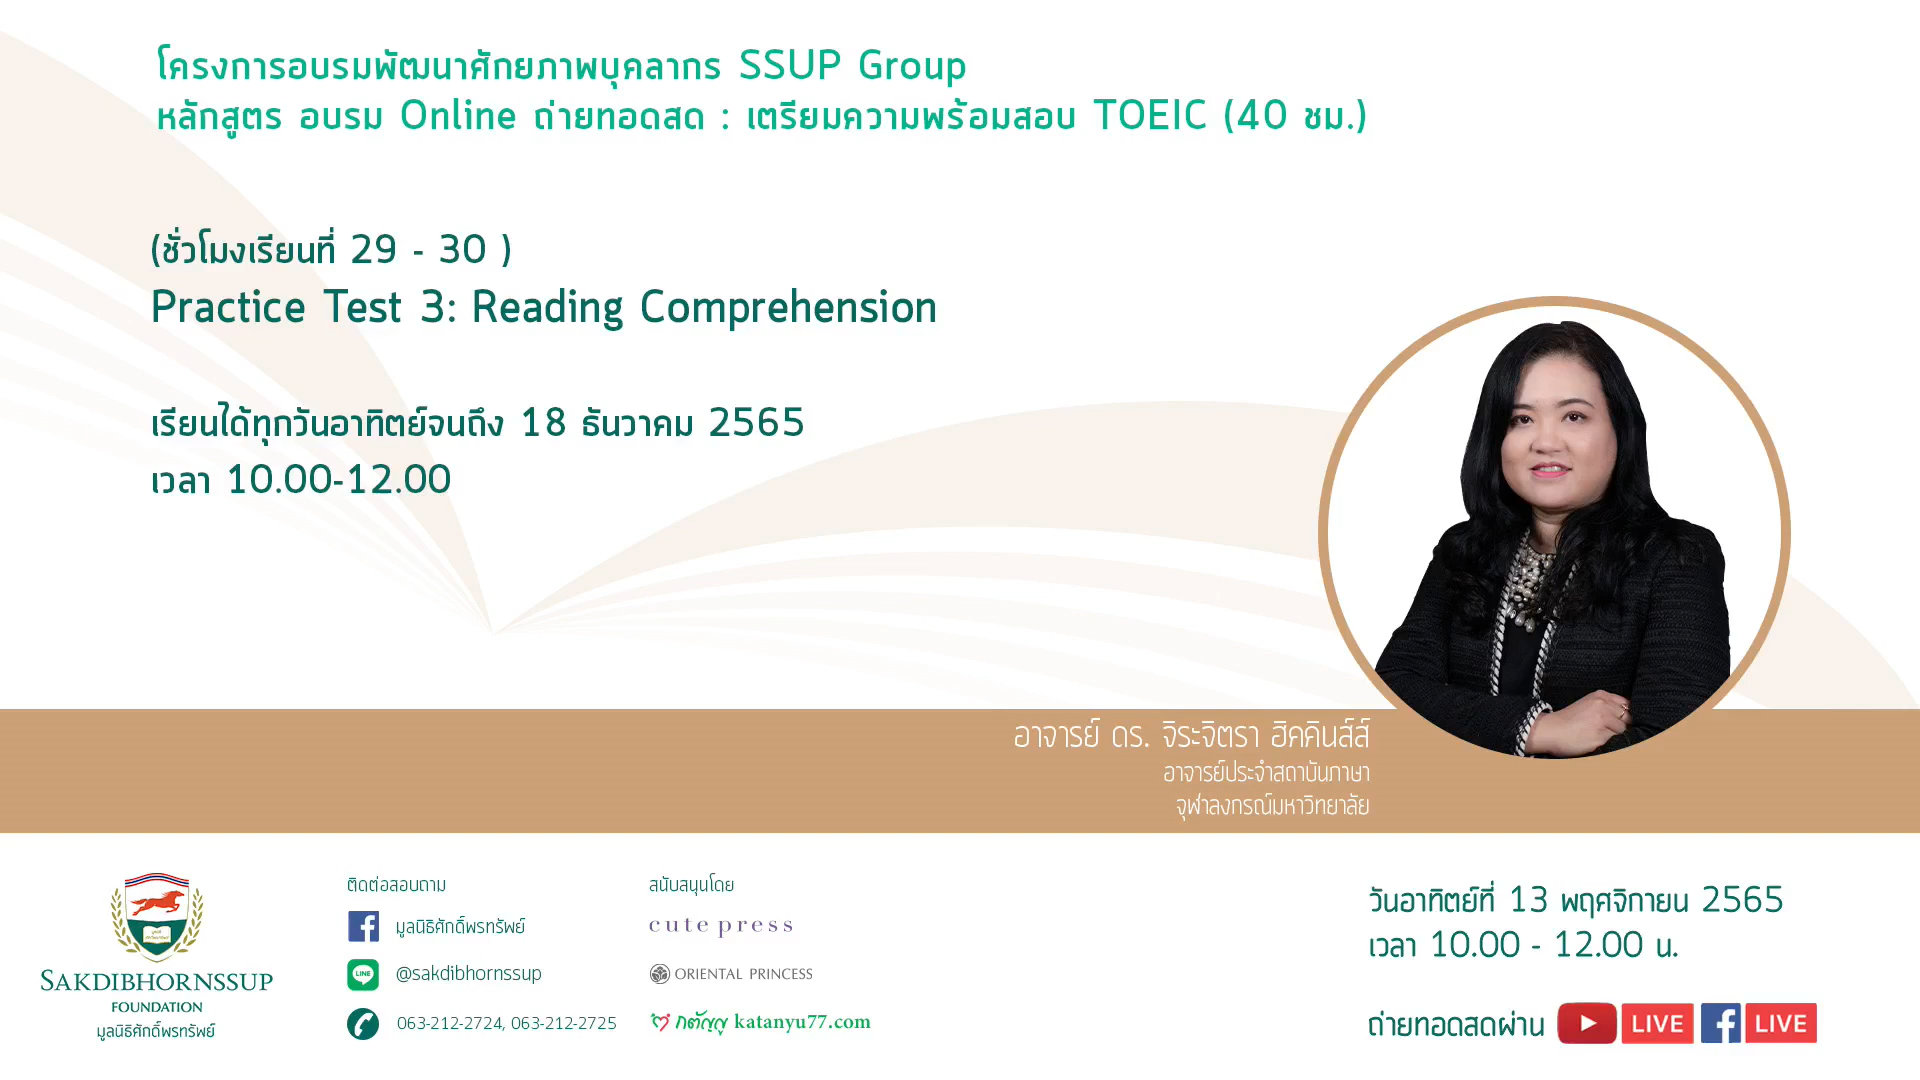 โครงการอบรมพัฒนาศักยภาพบุคลากร SSUP Group
หลักสูตร อบรม Online ถ่ายทอดสด : เตรียมความพร้อมสอบ TOEIC (40 ชม.)
(ชั่วโมงเรียนที่ 29 - 30 )
Practice Test 3: Reading Comprehension
เรียนได้ทุกวันอาทิตย์จนถึง 18 ธันวาคม 2565
เวลา 10.00-12.00
อาจารย์ ดร. จิระจิตรา ฮิคคินส์ส์
อาจารย์ประจำสถาบันภาษา
จุฬาลงกรณ์มหาวิทยาลัย
SAKDIBHORNSSUP
FOUNDATION
มูลนิธิศักดิ์พรทรัพย์
ติดต่อสอบถาม
มูลนิธิศักดิ์พรทรัพย์
LINE
@sakdibhornssup
063-212-2724, 063-212-2725
สนับสนุนโดย
cute press
ORIENTAL PRINCESS
กตัญญู katanyu77.com
วันอาทิตย์ที่ 13 พฤศจิกายน 2565
เวลา 10.00 - 12.00 น.
ถ่ายทอดสดผ่าน LIVE LIVE